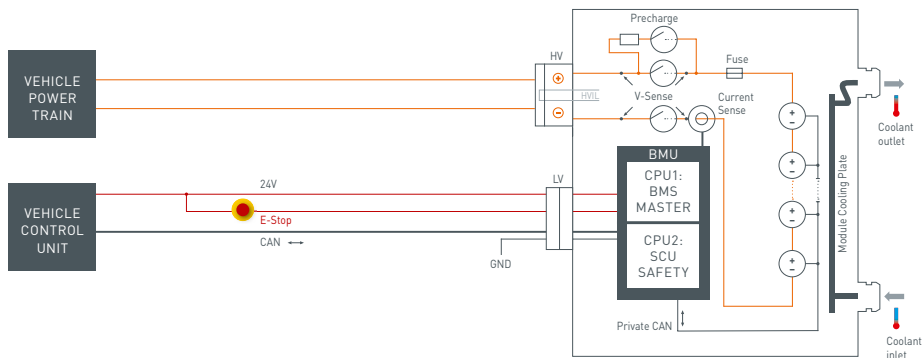 Precharge
HV
Fuse
VEHICLE
POWER
TRAIN
HVIL
V-Sense
Current
Sense
Coolant
outlet
BMU
CPU1:
BMS
MASTER
24V
LV
VEHICLE
CONTROL
UNIT
E-Stop
CAN
GND
CPU2:
SCU
SAFETY
Module Cooling Plate
Private CAN
Coolant
inlet